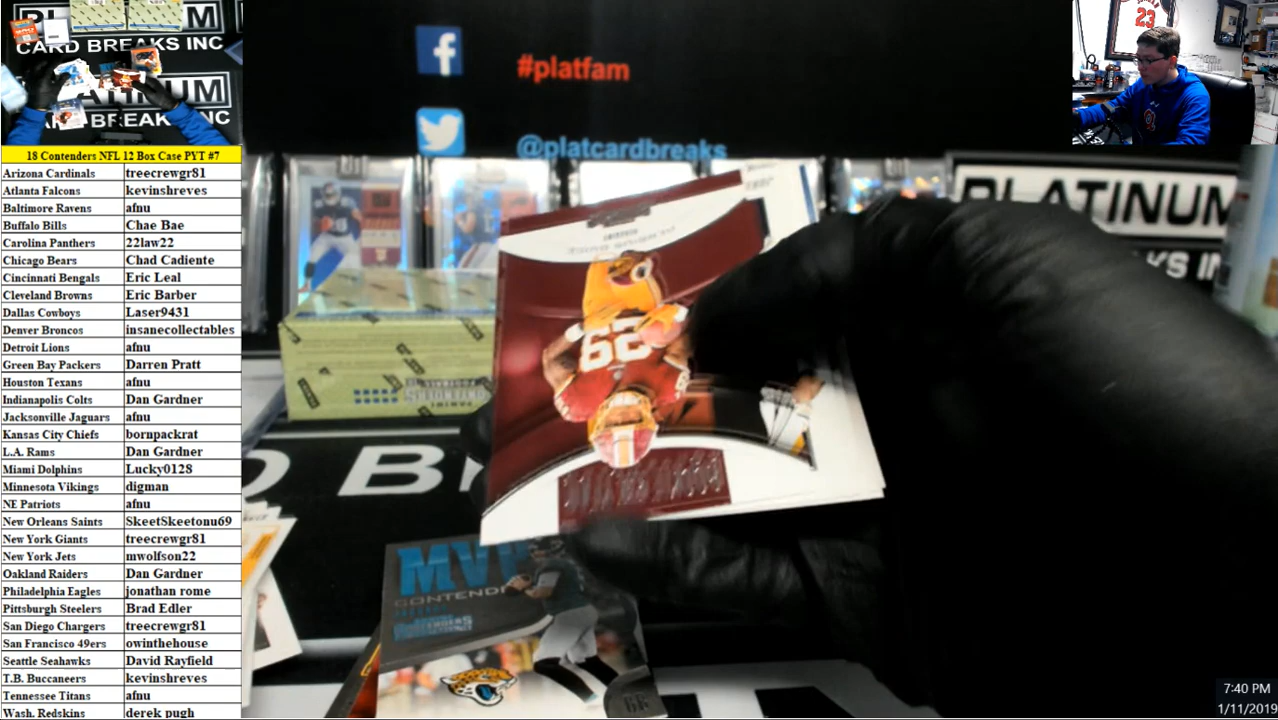 CARD BREAKS INC
18 Contenders NFL 12 Box Case PYT #7
Arizona Cardinals treecrewgr81
Atlanta Falcons kevinshreves
Baltimore Ravens afnu
Buffalo Bills Chae Bae
Carolina Panthers 22law22
Chicago Bears Chad Cadiente
Cincinnati Bengals Eric Leal
Cleveland Browns Eric Barber
Dallas Cowboys Laser9431
Denver Broncos insanecollectables
Detroit Lions afnu
Green Bay Packers Darren Pratt
Houston Texans afnu
Indianapolis Colts Dan Gardner
Jacksonville Jaguars afnu
Kansas City Chiefs bornpackrat
L.A. Rams Dan Gardner
Miami Dolphins Lucky0128
Minnesota Vikings digman
NE Patriots afnu
New Orleans Saints SkeetSkeetonu69
New York Giants treecrewgr81
New York Jets mwolfson22
Oakland Raiders Dan Gardner
Philadelphia Eagles jonathan rome
Pittsburgh Steelers Brad Edler
San Diego Chargers treecrewgr81
San Francisco 49ers owinthehouse
Seattle Seahawks David Rayfield
T.B. Buccaneers kevinshreves
Tennessee Titans afnu
Wash. Redskins derek pugh
#platfam
@platcardbreaks
PLATINUM
KS IN
MVP
CONTENDE
23
7:40 PM
1/11/2019